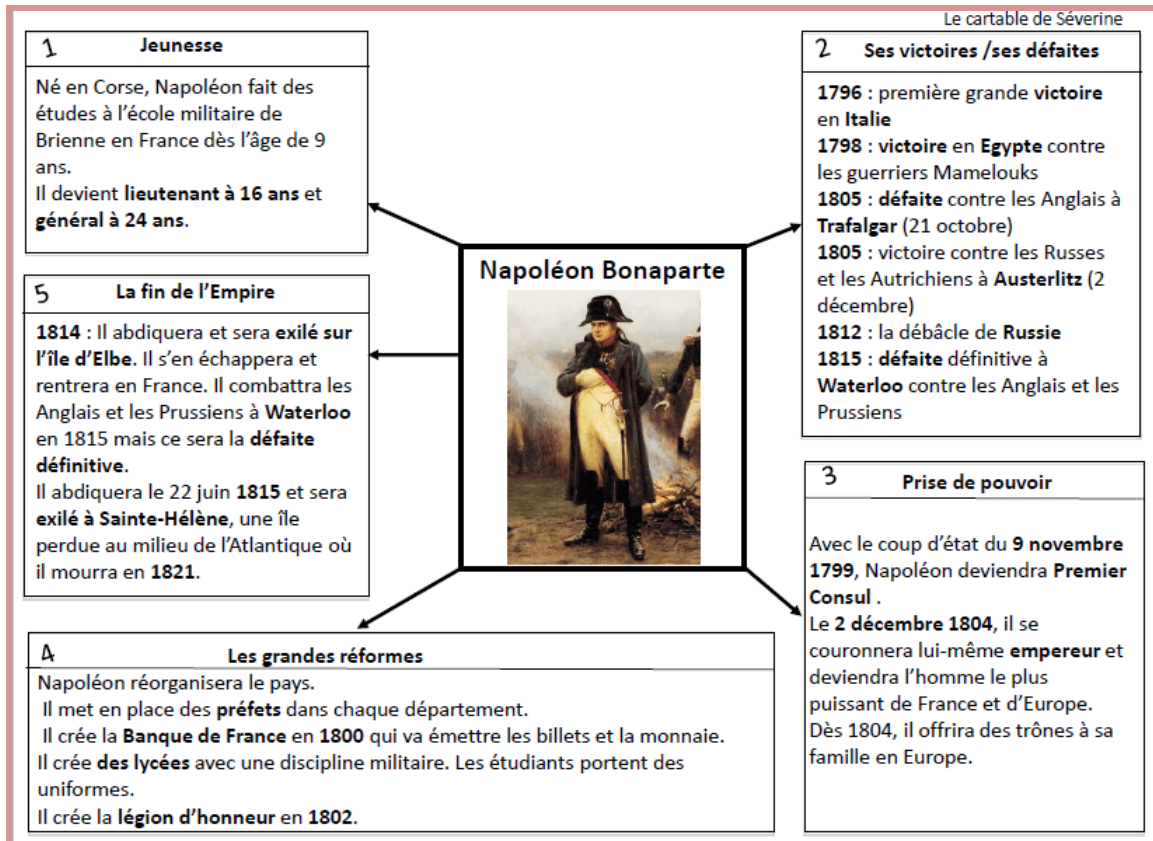 Le cartable de Séverine
1 Jeunesse
Né en Corse, Napoléon fait des
études à l'école militaire de
Brienne en France dès l'âge de 9
ans.
Il devient lieutenant à 16 ans et
général à 24 ans.
2 Ses victoires /ses défaites
1796 : première grande victoire
en Italie
1798 : victoire en Egypte contre
les guerriers Mamelouks
1805 : défaite contre les Anglais à
Trafalgar (21 octobre)
1805 : victoire contre les Russes
et les Autrichiens à Austerlitz (2
décembre)
1812 : la débâcle de Russie
1815 : défaite définitive à
Waterloo contre les Anglais et les
Prussiens
Napoléon Bonaparte
3 Prise de pouvoir
Avec le coup d'état du 9 novembre
1799, Napoléon deviendra Premier
Consul .
Le 2 décembre 1804, il se
couronnera lui-même empereur et
deviendra l'homme le plus
puissant de France et d'Europe.
Dès 1804, il offrira des trônes à sa
famille en Europe.
4 Les grandes réformes
Napoléon réorganisera le pays.
Il met en place des préfets dans chaque département.
Il crée la Banque de France en 1800 qui va émettre les billets et la monnaie.
Il crée des lycées avec une discipline militaire. Les étudiants portent des
uniformes.
Il crée la légion d'honneur en 1802.
5 La fin de l'Empire
1814 : Il abdiquera et sera exilé sur
l'île d'Elbe. Il s'en échappera et
rentrera en France. Il combattra les
Anglais et les Prussiens à Waterloo
en 1815 mais ce sera la défaite
définitive.
Il abdiquera le 22 juin 1815 et sera
exilé à Sainte-Hélène, une île
perdue au milieu de l'Atlantique où
il mourra en 1821.